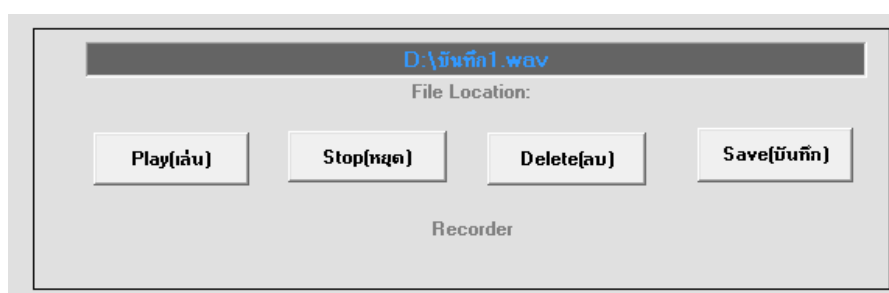 D:\บันทึก1.wav
File Location:
Play(เล่น) Stop(หยุด) Delete(ลบ) Save(บันทึก)
Recorder